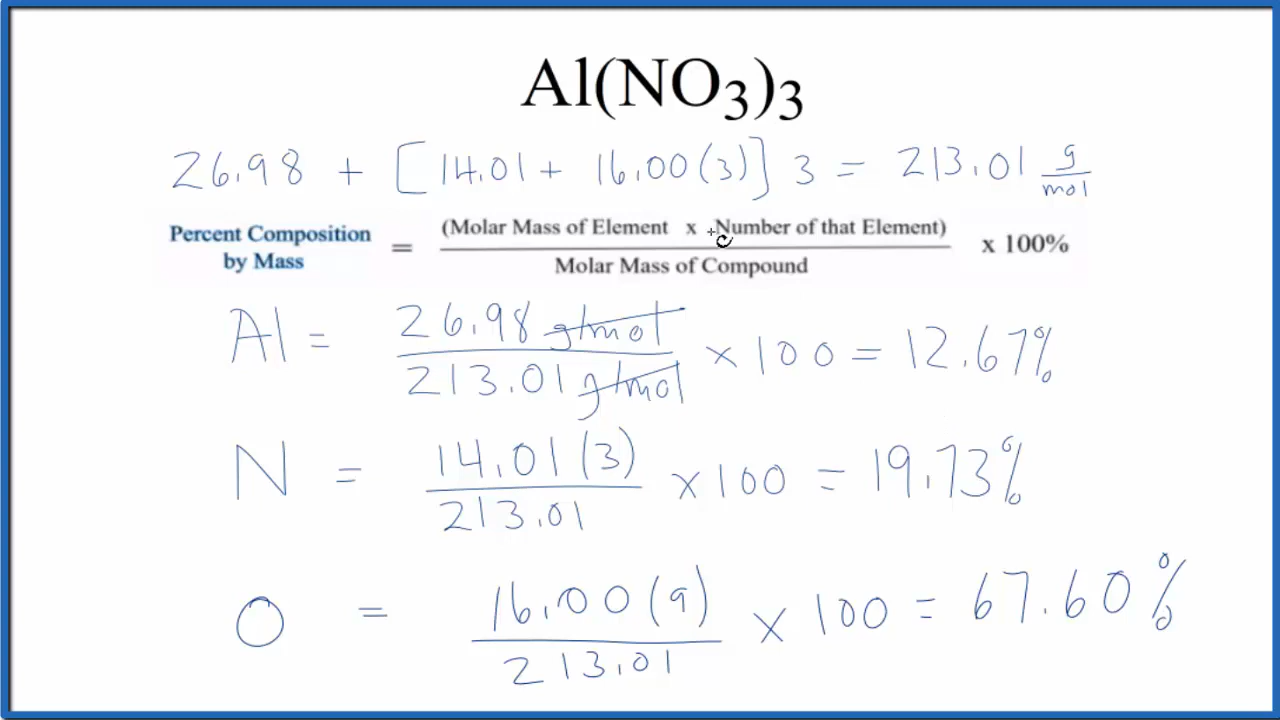 Al(NO3)3
26.98 + [14.01 + 16.00(3)] 3 = 213.01 g/mol
Percent Composition by Mass = (Molar Mass of Element x Number of that Element) / Molar Mass of Compound x 100%
Al = 26.98 g/mol / 213.01 g/mol x 100 = 12.67%
N = 14.01(3) / 213.01 x 100 = 19.73%
O = 16.00(9) / 213.01 x 100 = 67.60%